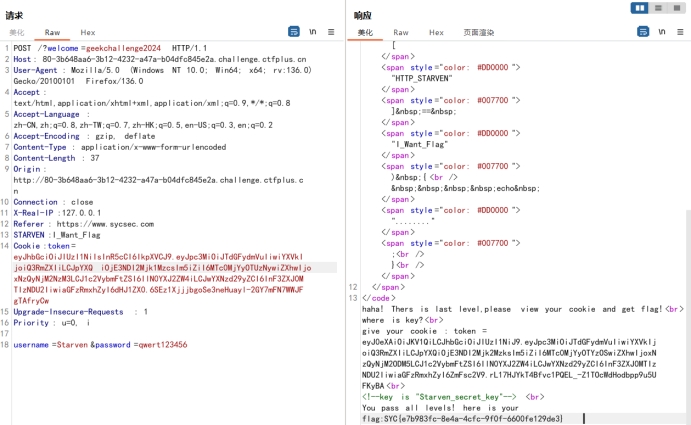 请求
美化 Raw Hex
1 POST /?welcome=geekchallenge2024 HTTP/1.1
2 Host: 80-3b648aa6-3b12-4232-a47a-b04dfc845e2a.challenge.ctfplus.cn
3 User-Agent : Mozilla/5.0 (Windows NT 10.0; Win64; x64; rv:136.0)
Gecko/20100101 Firefox/136.0
4 Accept :
text/html,application/xhtml+xml,application/xml;q=0.9,*/*;q=0.8
5 Accept-Language :
zh-CN,zh;q=0.8,zh-TW;q=0.7,zh-HK;q=0.5,en-US;q=0.3,en;q=0.2
6 Accept-Encoding : gzip, deflate
7 Content-Type : application/x-www-form-urlencoded
8 Content-Length : 37
9 Origin :
http://80-3b648aa6-3b12-4232-a47a-b04dfc845e2a.challenge.ctfplus.c
n
10 Connection : close
11 X-Real-IP :127.0.0.1
12 Referer : https://www.sycsec.com
13 STARVEN :I_Want_Flag
14 Cookie :token=
15 Upgrade-Insecure-Requests : 1
16 Priority : u=0, i
17
18 username=Starven&password=qwert123456
响应
美化 Raw Hex 页面渲染
[
</span>
<span style="color: #DD0000">
"HTTP_STARVEN"
</span>
<span style="color: #007700">
]&nbsp;==&nbsp;
</span>
<span style="color: #DD0000">
"I_Want_Flag"
</span>
<span style="color: #007700">
)&nbsp;{<br />
&nbsp;&nbsp;&nbsp;&nbsp;echo&nbsp;
</span>
<span style="color: #DD0000">
"........"
</span>
<span style="color: #007700">
;<br />
}<br />
</span>
12 </span>
13 </code>
haha! Thers is last level,please view your cookie and get flag!<br>
where is key?<br>
give your cookie : token =
<!--key is "Starven_secret_key"--> <br>
You pass all levels! here is your
flag:SYC{e7b983fc-8e4a-4cfc-9f0f-6600fe129de3}